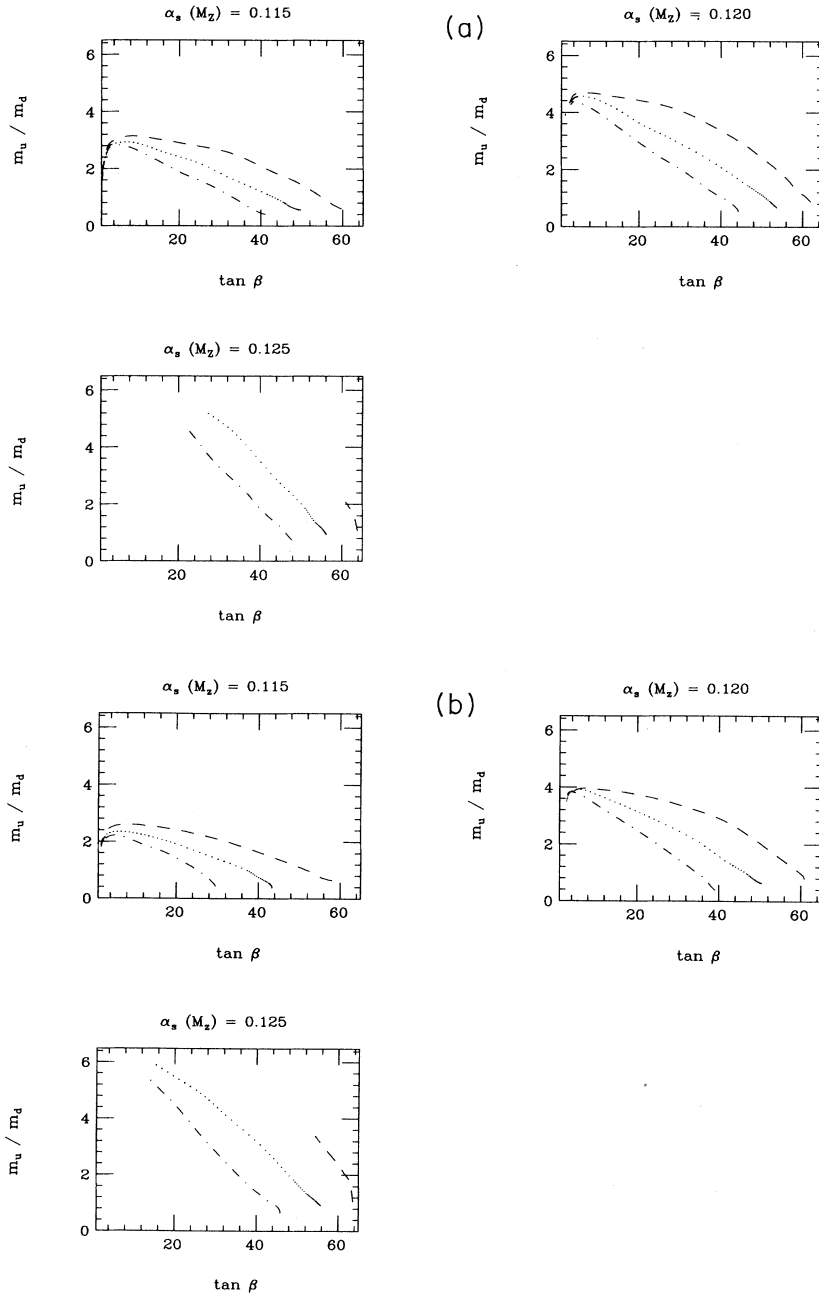 α_s (M_Z) = 0.115
(a)
α_s (M_Z) = 0.120
6
4
2
0
m_u / m_d
20
40
60
tan β
6
4
2
0
m_u / m_d
20
40
60
tan β
α_s (M_Z) = 0.125
6
4
2
0
m_u / m_d
20
40
60
tan β
α_s (M_Z) = 0.115
(b)
α_s (M_Z) = 0.120
6
4
2
0
m_u / m_d
20
40
60
tan β
6
4
2
0
m_u / m_d
20
40
60
tan β
α_s (M_Z) = 0.125
6
4
2
0
m_u / m_d
20
40
60
tan β